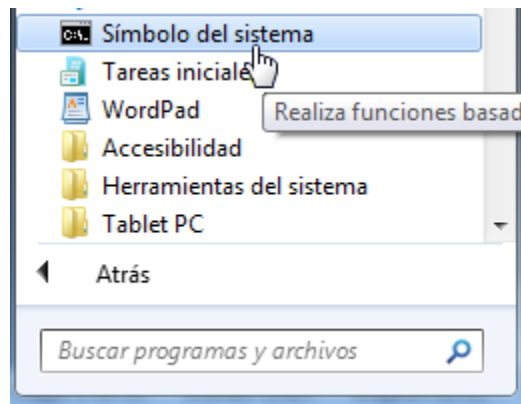 Símbolo del sistema
Tareas iniciale
WordPad
Realiza funciones basad
Accesibilidad
Herramientas del sistema
Tablet PC
Atrás
Buscar programas y archivos